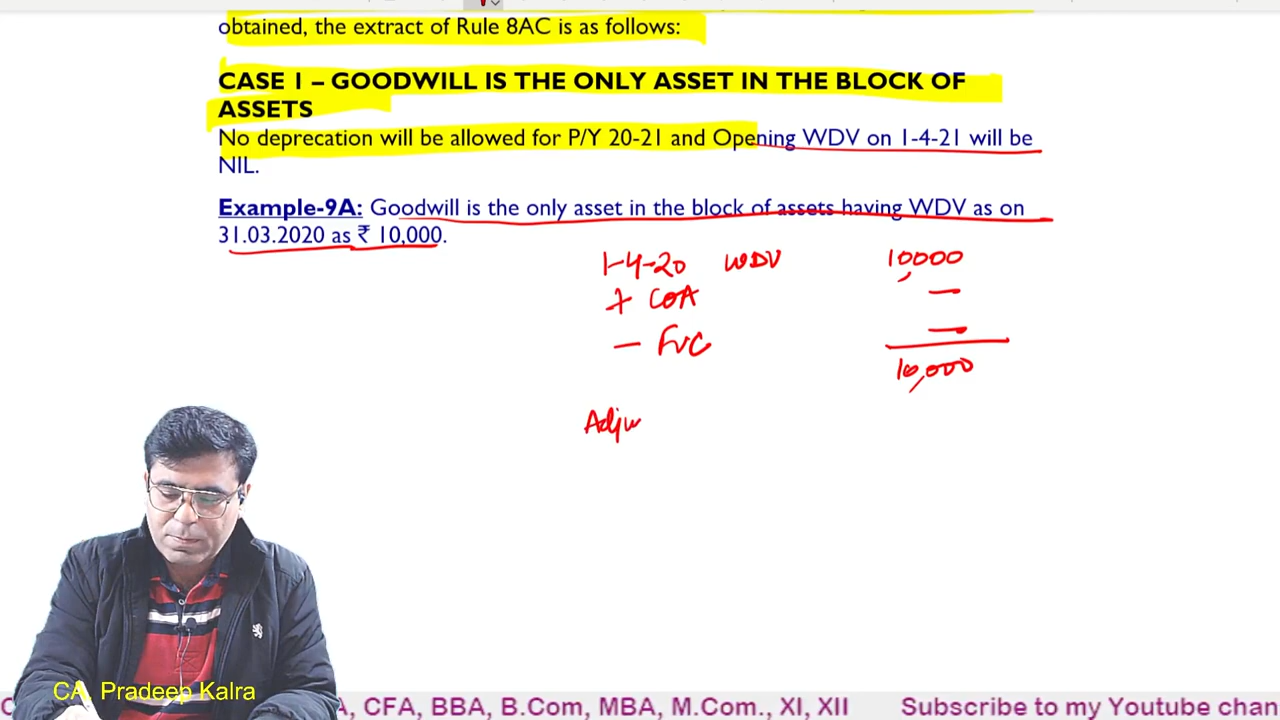 obtained, the extract of Rule 8AC is as follows:
CASE 1 – GOODWILL IS THE ONLY ASSET IN THE BLOCK OF
ASSETS
No deprecation will be allowed for P/Y 20-21 and Opening WDV on 1-4-21 will be
NIL.
Example-9A: Goodwill is the only asset in the block of assets having WDV as on
31.03.2020 as ₹ 10,000.
1-4-20 WDV 10000
+ COA —
— FVC —
10,000
Adju
CA. Pradeep Kalra
A, CFA, BBA, B.Com, MBA, M.Com., XI, XII Subscribe to my Youtube chan